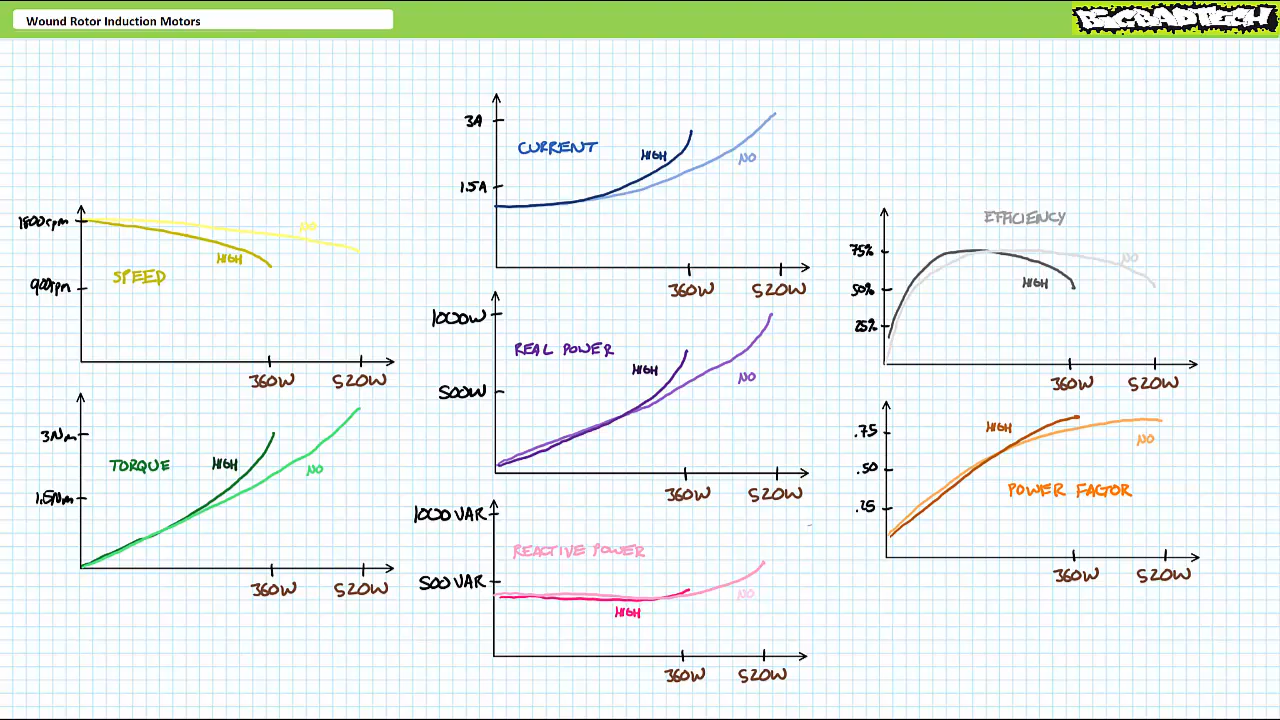 Wound Rotor Induction Motors
BIGBADTECH
1800rpm
900rpm
SPEED
NO
HIGH
360W
520W
3Nm
1.5Nm
TORQUE
HIGH
NO
360W
520W
3A
1.5A
CURRENT
HIGH
NO
360W
520W
1000W
500W
REAL POWER
HIGH
NO
360W
520W
1000 VAR
500 VAR
REACTIVE POWER
HIGH
NO
360W
520W
75%
50%
25%
EFFICIENCY
HIGH
NO
360W
520W
.75
.50
.25
HIGH
NO
POWER FACTOR
360W
520W